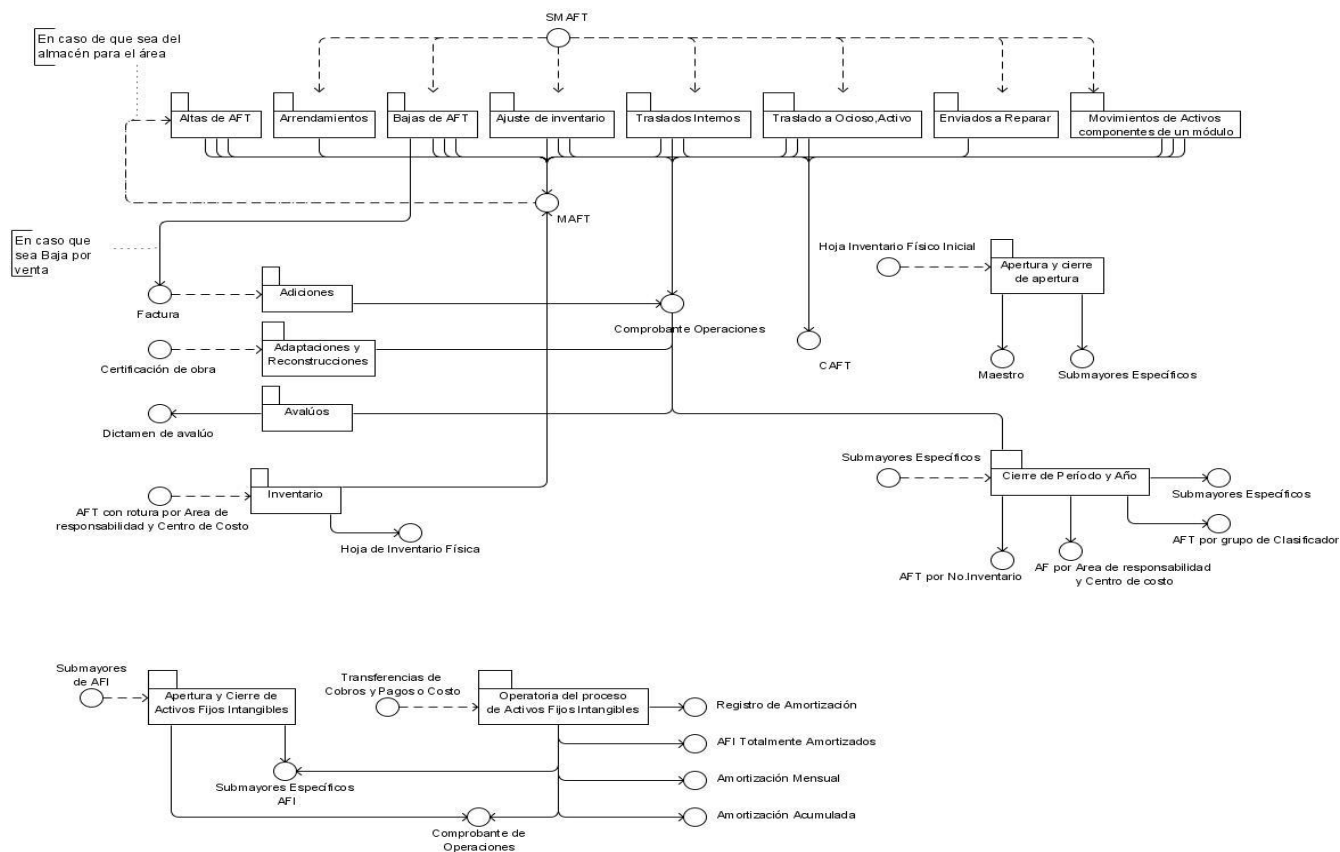 SMAFT
En caso de que sea del
almacén para el área
Altas de AFT
Arrendamientos
Bajas de AFT
Ajuste de inventario
Traslados Internos
Traslado a Ocioso,Activo
Enviados a Reparar
Movimientos de Activos
componentes de un módulo
MAFT
En caso que
sea Baja por
venta
Hoja Inventario Físico Inicial
Apertura y cierre
de apertura
Factura
Adiciones
Comprobante Operaciones
Certificación de obra
Adaptaciones y
Reconstrucciones
CAFT
Maestro
Submayores Específicos
Dictamen de avalúo
Avalúos
Submayores Específicos
Cierre de Período y Año
Submayores Específicos
AFT con rotura por Area de
responsabilidad y Centro de Costo
Inventario
Hoja de Inventario Física
AFT por grupo de Clasificador
AFT por No.Inventario
AF por Area de responsabilidad
y Centro de costo
Submayores
de AFI
Apertura y Cierre de
Activos Fijos Intangibles
Transferencias de
Cobros y Pagos o Costo
Operatoria del proceso
de Activos Fijos Intangibles
Registro de Amortización
AFI Totalmente Amortizados
Submayores Específicos
AFI
Amortización Mensual
Amortización Acumulada
Comprobante de
Operaciones